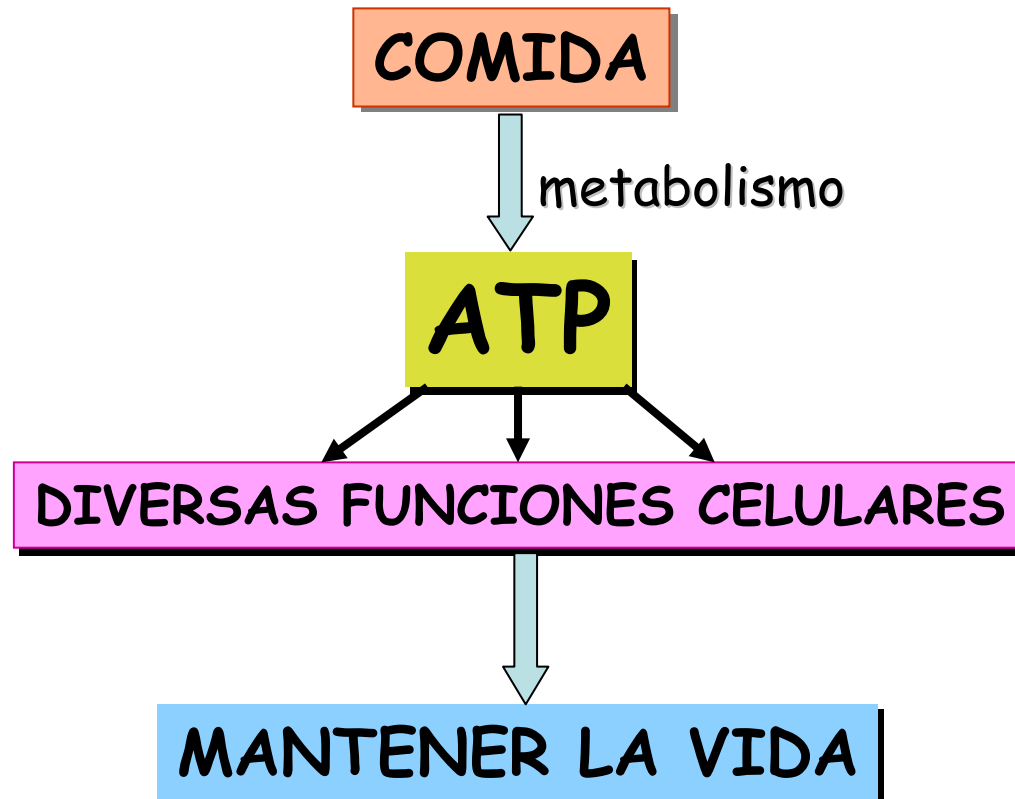 COMIDA
metabolismo
ATP
DIVERSAS FUNCIONES CELULARES
MANTENER LA VIDA